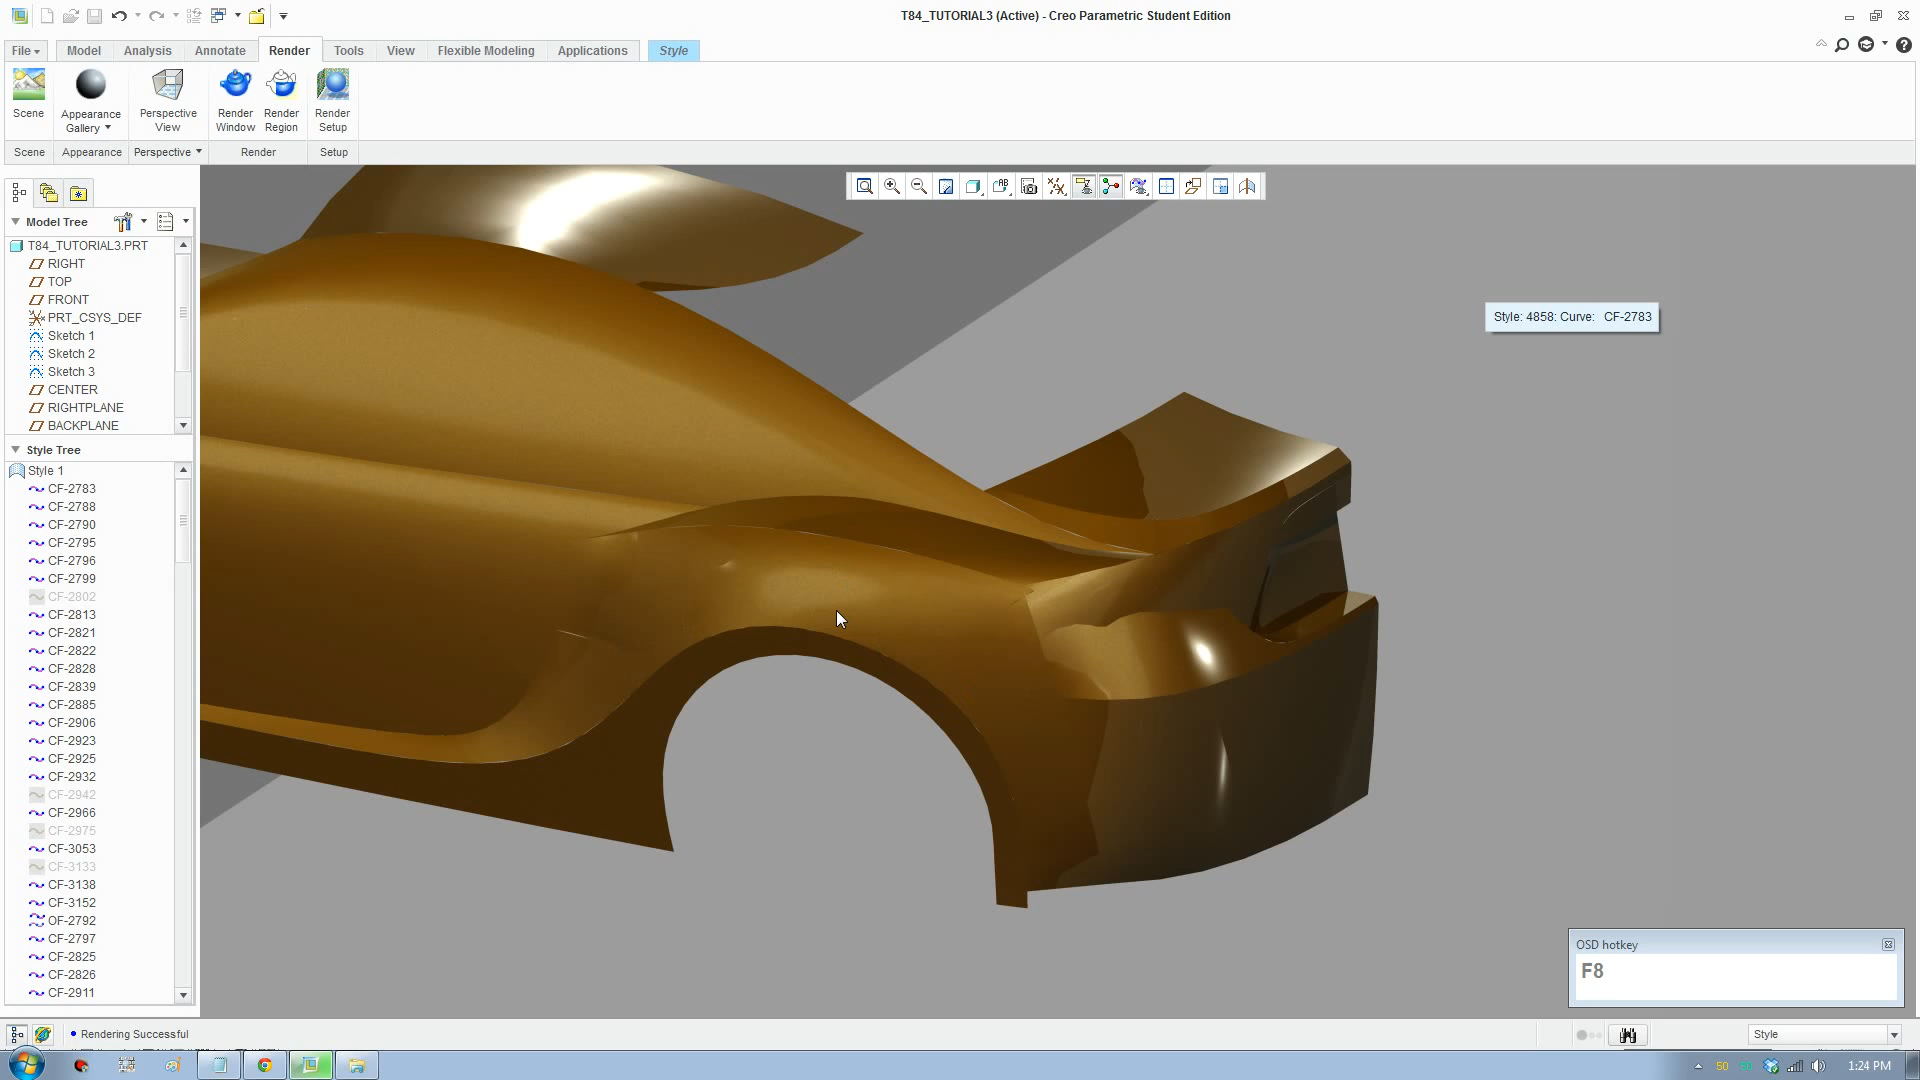 T84_TUTORIAL3 (Active) - Creo Parametric Student Edition
File Model Analysis Annotate Render Tools View Flexible Modeling Applications Style
Scene
Appearance Gallery
Perspective View
Render Window
Render Region
Render Setup
Scene Appearance Perspective Render Setup
Model Tree
T84_TUTORIAL3.PRT
RIGHT
TOP
FRONT
PRT_CSYS_DEF
Sketch 1
Sketch 2
Sketch 3
CENTER
RIGHTPLANE
BACKPLANE
Style Tree
Style 1
CF-2783
CF-2788
CF-2790
CF-2795
CF-2796
CF-2799
CF-2802
CF-2813
CF-2821
CF-2822
CF-2828
CF-2839
CF-2885
CF-2906
CF-2923
CF-2925
CF-2932
CF-2942
CF-2966
CF-2975
CF-3053
CF-3133
CF-3138
CF-3152
OF-2792
CF-2797
CF-2825
CF-2826
CF-2911
Style: 4858: Curve: CF-2783
OSD hotkey
F8
Rendering Successful
Style
50
1:24 PM